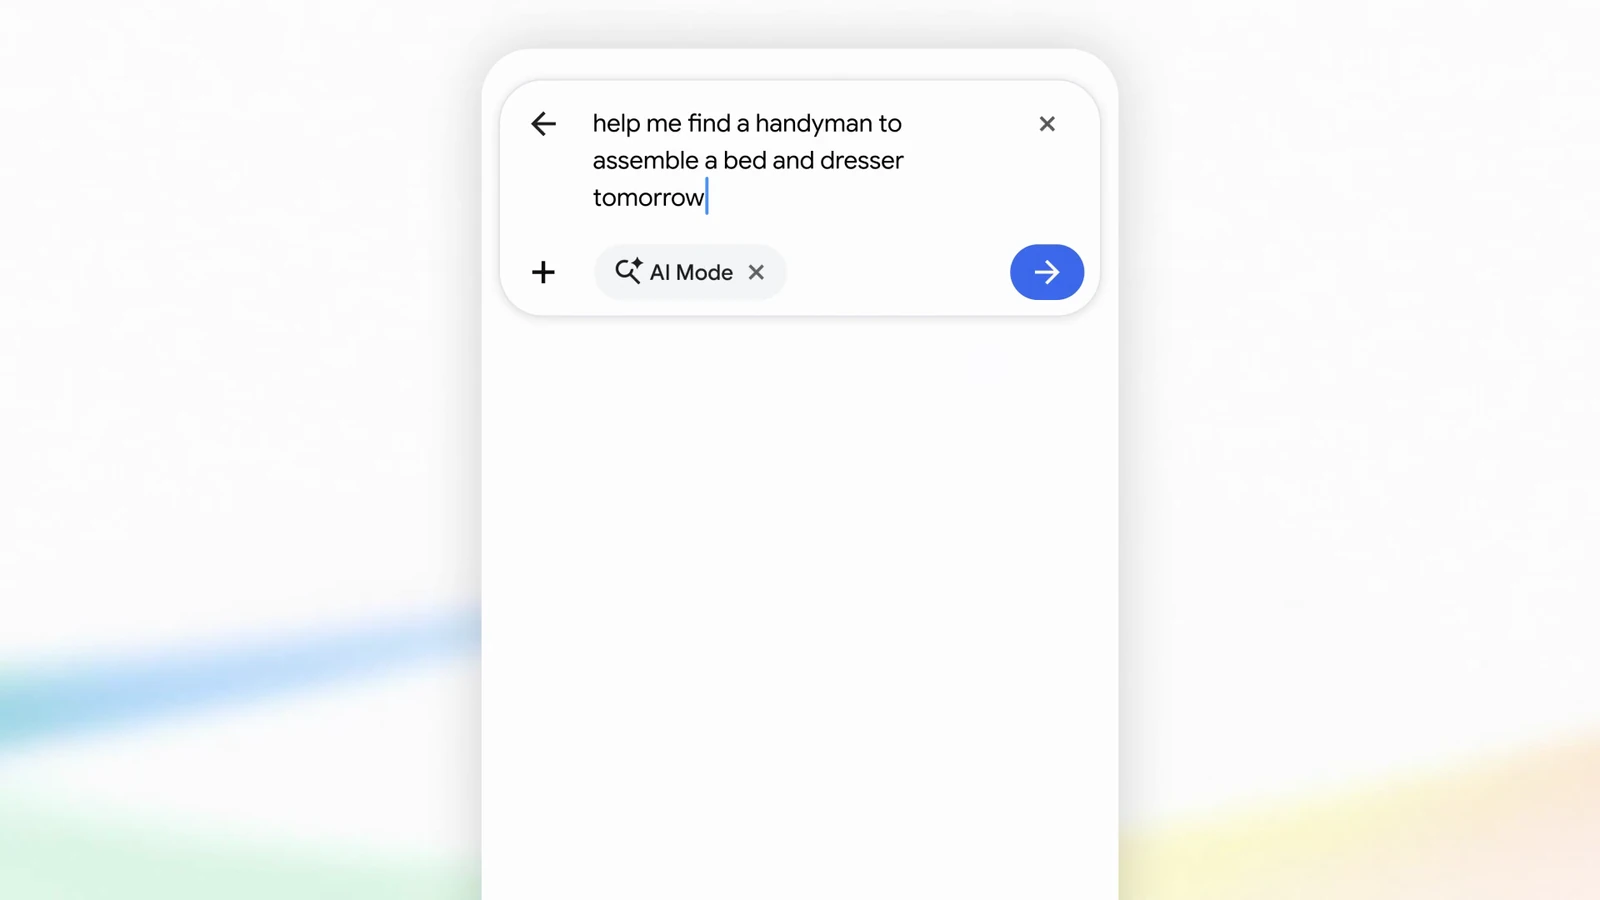 help me find a handyman to
assemble a bed and dresser
tomorrow
AI Mode